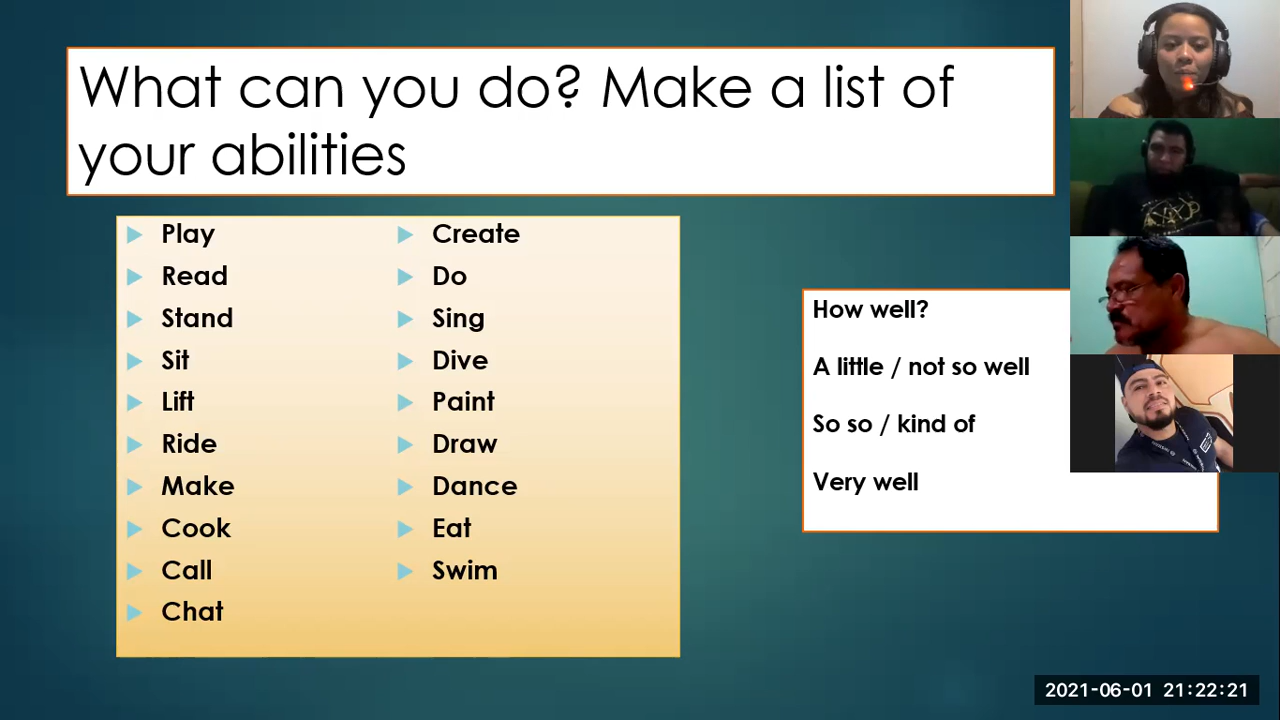 What can you do? Make a list of
your abilities
Play
Read
Stand
Sit
Lift
Ride
Make
Cook
Call
Chat
Create
Do
Sing
Dive
Paint
Draw
Dance
Eat
Swim
How well?
A little / not so well
So so / kind of
Very well
2021-06-01 21:22:21